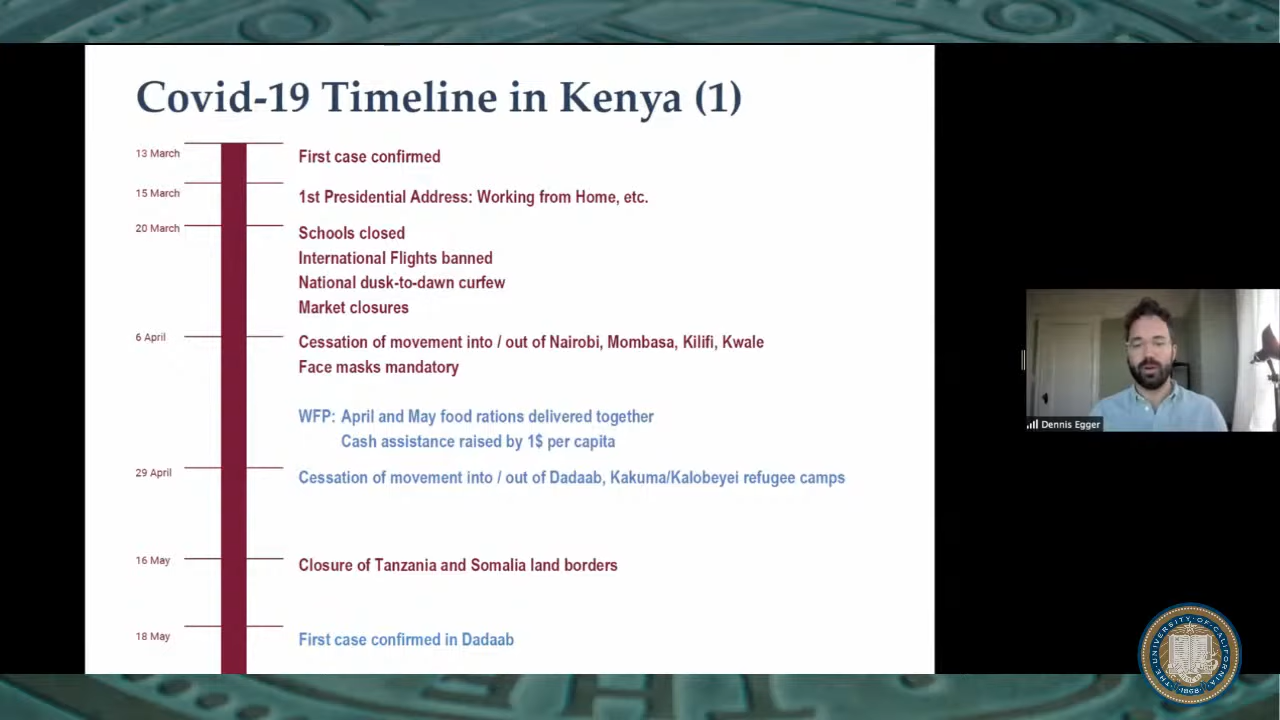 Covid-19 Timeline in Kenya (1)
13 March
First case confirmed
15 March
1st Presidential Address: Working from Home, etc.
20 March
Schools closed
International Flights banned
National dusk-to-dawn curfew
Market closures
6 April
Cessation of movement into / out of Nairobi, Mombasa, Kilifi, Kwale
Face masks mandatory
WFP: April and May food rations delivered together
Cash assistance raised by 1$ per capita
29 April
Cessation of movement into / out of Dadaab, Kakuma/Kalobeyei refugee camps
16 May
Closure of Tanzania and Somalia land borders
18 May
First case confirmed in Dadaab
Dennis Egger
THE·UNIVERSITY·OF·CALIFORNIA
1868